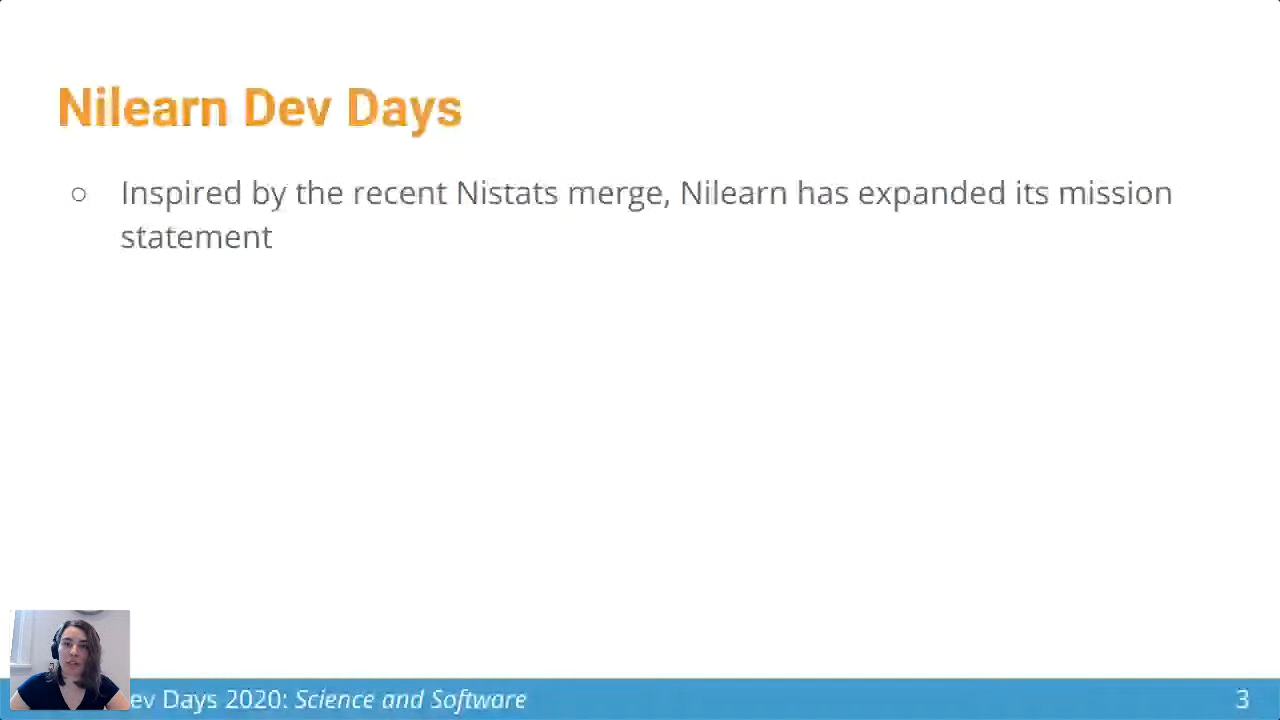 Nilearn Dev Days
○ Inspired by the recent Nistats merge, Nilearn has expanded its mission
statement
ev Days 2020: Science and Software
3